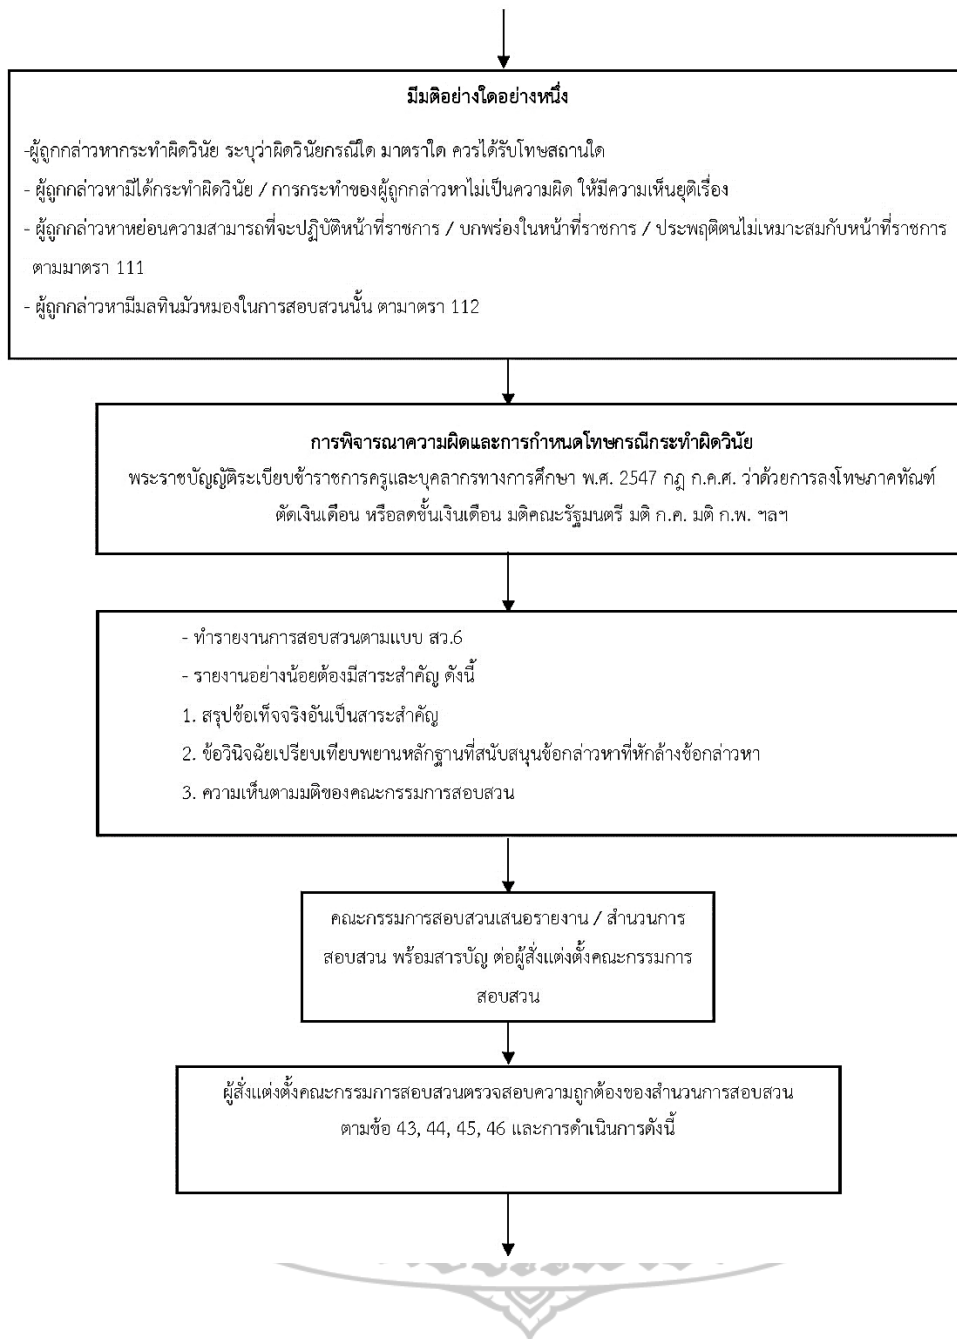 มีมติอย่างใดอย่างหนึ่ง
-ผู้ถูกกล่าวหากระทำผิดวินัย ระบุว่าผิดวินัยกรณีใด มาตราใด ควรได้รับโทษสถานใด
- ผู้ถูกกล่าวหามิได้กระทำผิดวินัย / การกระทำของผู้ถูกกล่าวหาไม่เป็นความผิด ให้มีความเห็นยุติเรื่อง
- ผู้ถูกกล่าวหาหย่อนความสามารถที่จะปฏิบัติหน้าที่ราชการ / บกพร่องในหน้าที่ราชการ / ประพฤติตนไม่เหมาะสมกับหน้าที่ราชการ
ตามมาตรา 111
- ผู้ถูกกล่าวหามีมลทินมัวหมองในการสอบสวนนั้น ตามาตรา 112
การพิจารณาความผิดและการกำหนดโทษกรณีกระทำผิดวินัย
พระราชบัญญัติระเบียบข้าราชการครูและบุคลากรทางการศึกษา พ.ศ. 2547 กฎ ก.ค.ศ. ว่าด้วยการลงโทษภาคทัณฑ์
ตัดเงินเดือน หรือลดขั้นเงินเดือน มติคณะรัฐมนตรี มติ ก.ค. มติ ก.พ. ฯลฯ
- ทำรายงานการสอบสวนตามแบบ สว.6
- รายงานอย่างน้อยต้องมีสาระสำคัญ ดังนี้
1. สรุปข้อเท็จจริงอันเป็นสาระสำคัญ
2. ข้อวินิจฉัยเปรียบเทียบพยานหลักฐานที่สนับสนุนข้อกล่าวหาที่หักล้างข้อกล่าวหา
3. ความเห็นตามมติของคณะกรรมการสอบสวน
คณะกรรมการสอบสวนเสนอรายงาน / สำนวนการ
สอบสวน พร้อมสารบัญ ต่อผู้สั่งแต่งตั้งคณะกรรมการ
สอบสวน
ผู้สั่งแต่งตั้งคณะกรรมการสอบสวนตรวจสอบความถูกต้องของสำนวนการสอบสวน
ตามข้อ 43, 44, 45, 46 และการดำเนินการดังนี้